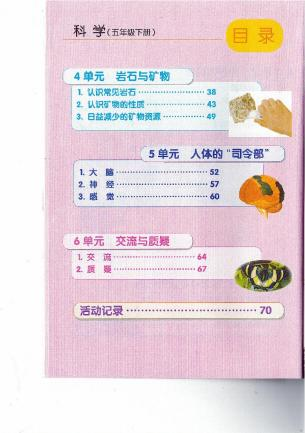 科 学(五年级下册)
目 录
4 单元 岩石与矿物
1. 认识常见岩石 ························ 38
2. 认识矿物的性质 ························ 43
3. 日益减少的矿物资源 ························ 49
5 单元 人体的“司令部”
1. 大 脑 ························ 52
2. 神 经 ························ 57
3. 感 觉 ························ 60
6 单元 交流与质疑
1. 交 流 ························ 64
2. 质 疑 ························ 67
活动记录 ························ 70